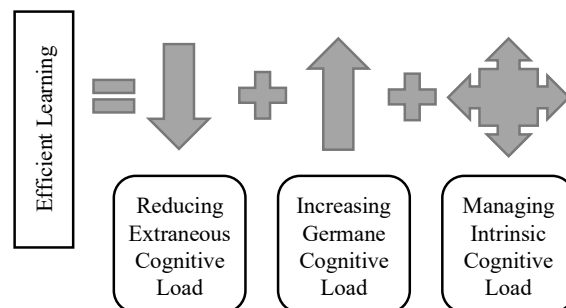 Efficient Learning
Reducing
Extraneous
Cognitive
Load
Increasing
Germane
Cognitive
Load
Managing
Intrinsic
Cognitive
Load